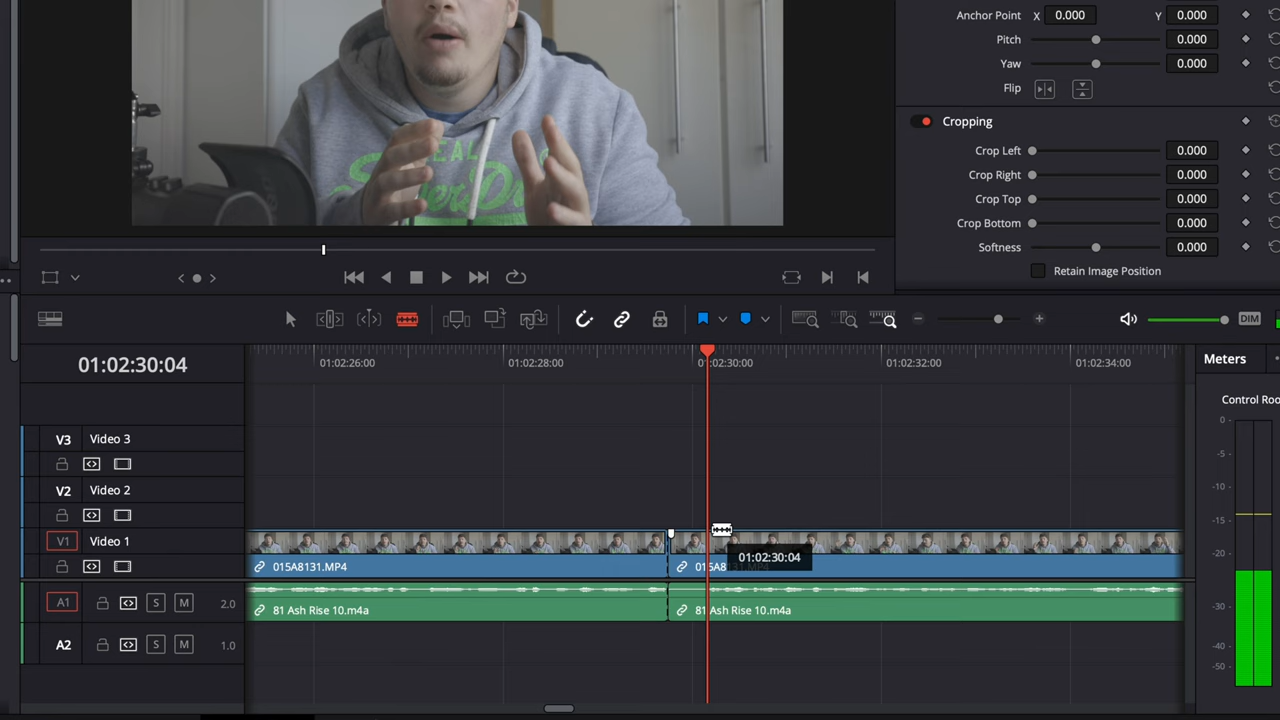 Anchor Point X 0.000 Y 0.000
Pitch 0.000
Yaw 0.000
Flip
Cropping
Crop Left 0.000
Crop Right 0.000
Crop Top 0.000
Crop Bottom 0.000
Softness 0.000
Retain Image Position
DIM
01:02:30:04
01:02:26:00 01:02:28:00 01:02:30:00 01:02:32:00 01:02:34:00
Meters
Control Roo
0 -
-5 -
-10 -
-15 -
-20 -
-30 -
-40 -
-50 -
V3 Video 3
V2 Video 2
V1 Video 1
01:02:30:04
015A8131.MP4
A1 S M 2.0
81 Ash Rise 10.m4a 81 Ash Rise 10.m4a
A2 S M 1.0